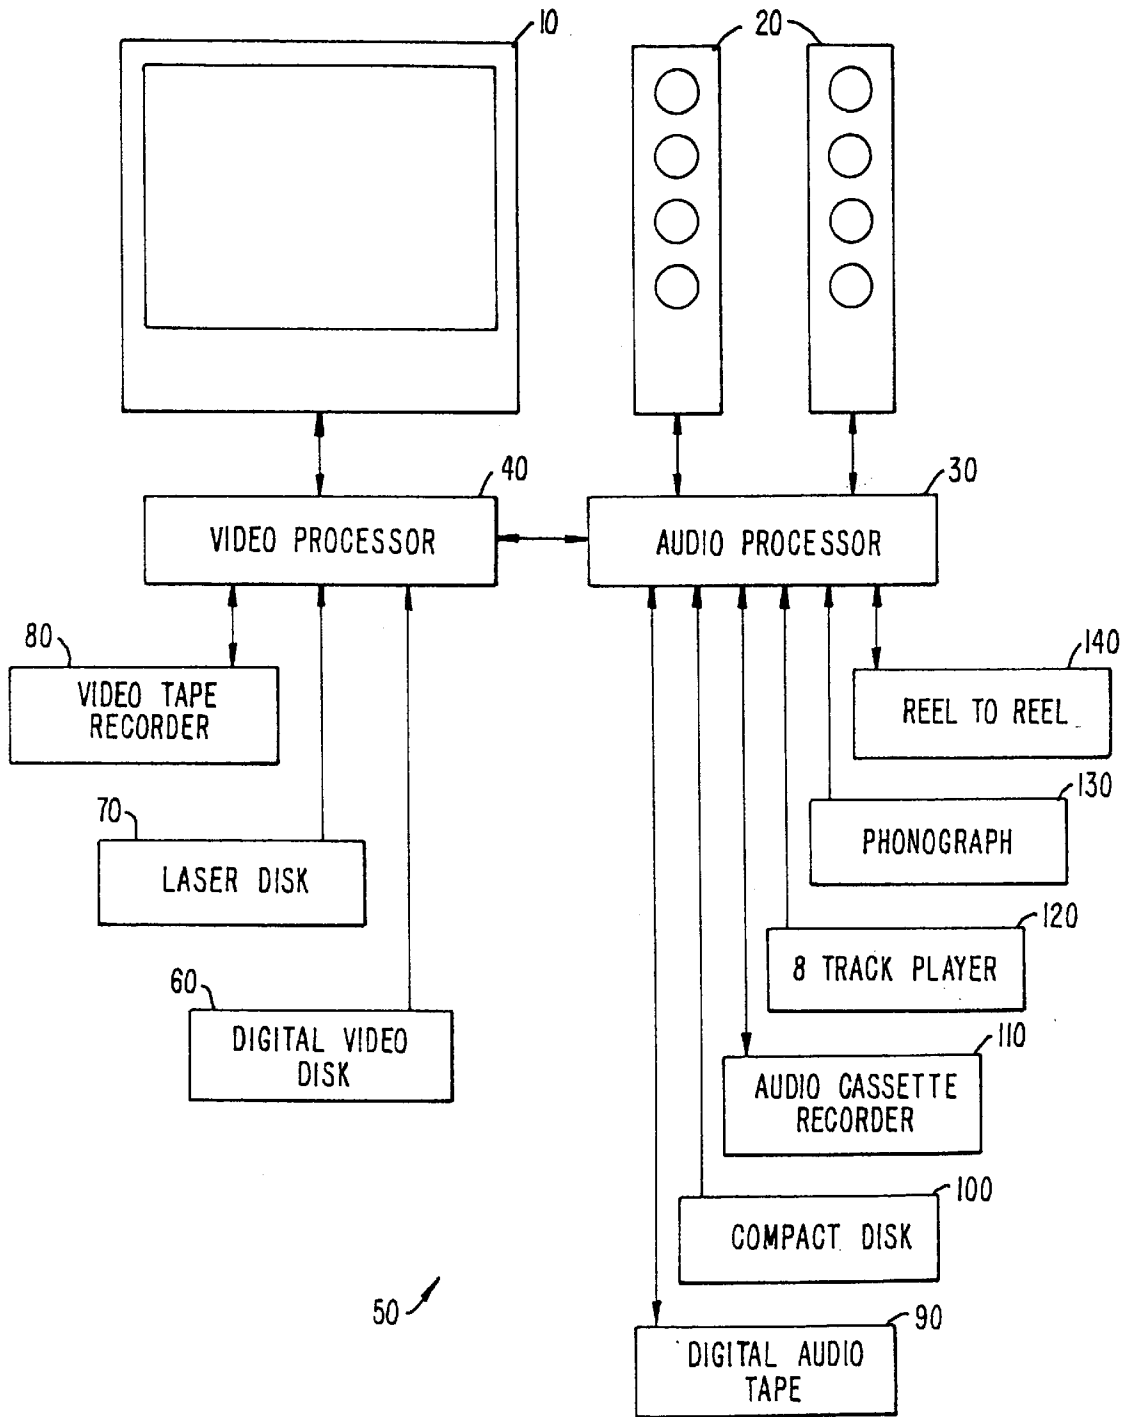 10
20
40
VIDEO PROCESSOR
30
AUDIO PROCESSOR
80
VIDEO TAPE
RECORDER
140
REEL TO REEL
70
LASER DISK
130
PHONOGRAPH
120
8 TRACK PLAYER
60
DIGITAL VIDEO
DISK
110
AUDIO CASSETTE
RECORDER
100
COMPACT DISK
50
90
DIGITAL AUDIO
TAPE